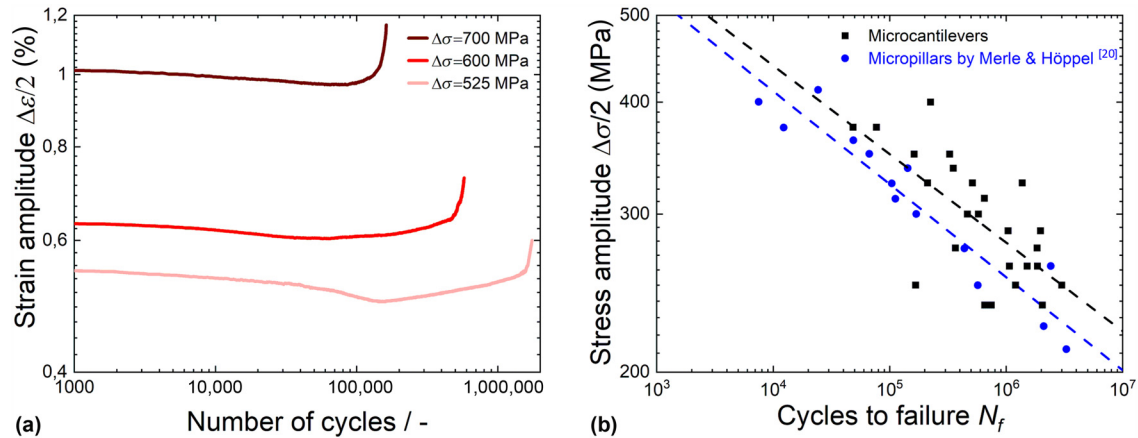 1,2
1
0,8
0,6
0,4
Strain amplitude Δε/2 (%)
Δσ=700 MPa
Δσ=600 MPa
Δσ=525 MPa
1000
10,000
100,000
1,000,000
Number of cycles / -
(a)
500
400
300
200
Stress amplitude Δσ/2 (MPa)
Microcantilevers
Micropillars by Merle & Höppel [20]
10³
10⁴
10⁵
10⁶
10⁷
Cycles to failure Nf
(b)